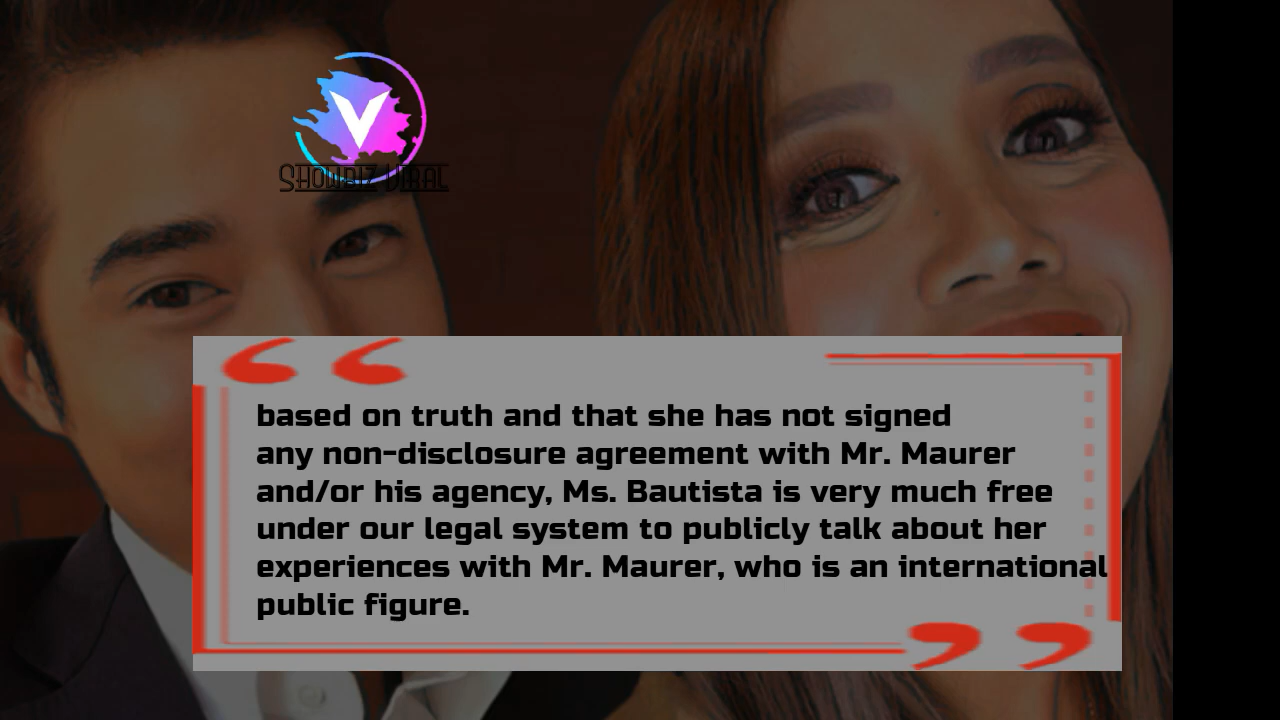 V
Showbiz Viral
based on truth and that she has not signed
any non-disclosure agreement with Mr. Maurer
and/or his agency, Ms. Bautista is very much free
under our legal system to publicly talk about her
experiences with Mr. Maurer, who is an international
public figure.